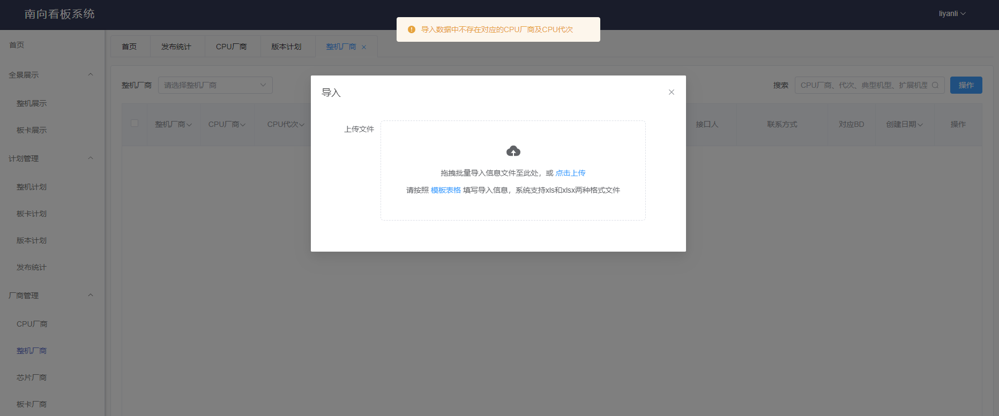 南向看板系统
liyanli
导入数据中不存在对应的CPU厂商及CPU代次
首页
全景展示
整机展示
板卡展示
计划管理
整机计划
板卡计划
版本计划
发布统计
厂商管理
CPU厂商
整机厂商
芯片厂商
板卡厂商
首页 发布统计 CPU厂商 版本计划 整机厂商
整机厂商 请选择整机厂商 搜索 CPU厂商、代次、典型机型、扩展机型 操作
整机厂商 CPU厂商 CPU代次 接口人 联系方式 对应BD 创建日期 操作
导入
上传文件
拖拽批量导入信息文件至此处，或 点击上传
请按照 模板表格 填写导入信息，系统支持xls和xlsx两种格式文件